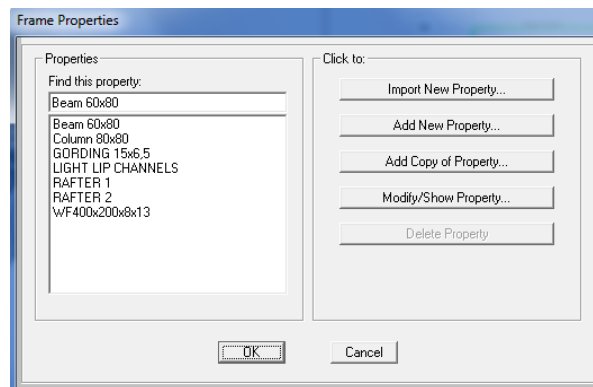 Frame Properties
Properties
Find this property:
Beam 60x80
Beam 60x80
Column 80x80
GORDING 15x6,5
LIGHT LIP CHANNELS
RAFTER 1
RAFTER 2
WF400x200x8x13
Click to:
Import New Property...
Add New Property...
Add Copy of Property...
Modify/Show Property...
Delete Property
OK
Cancel